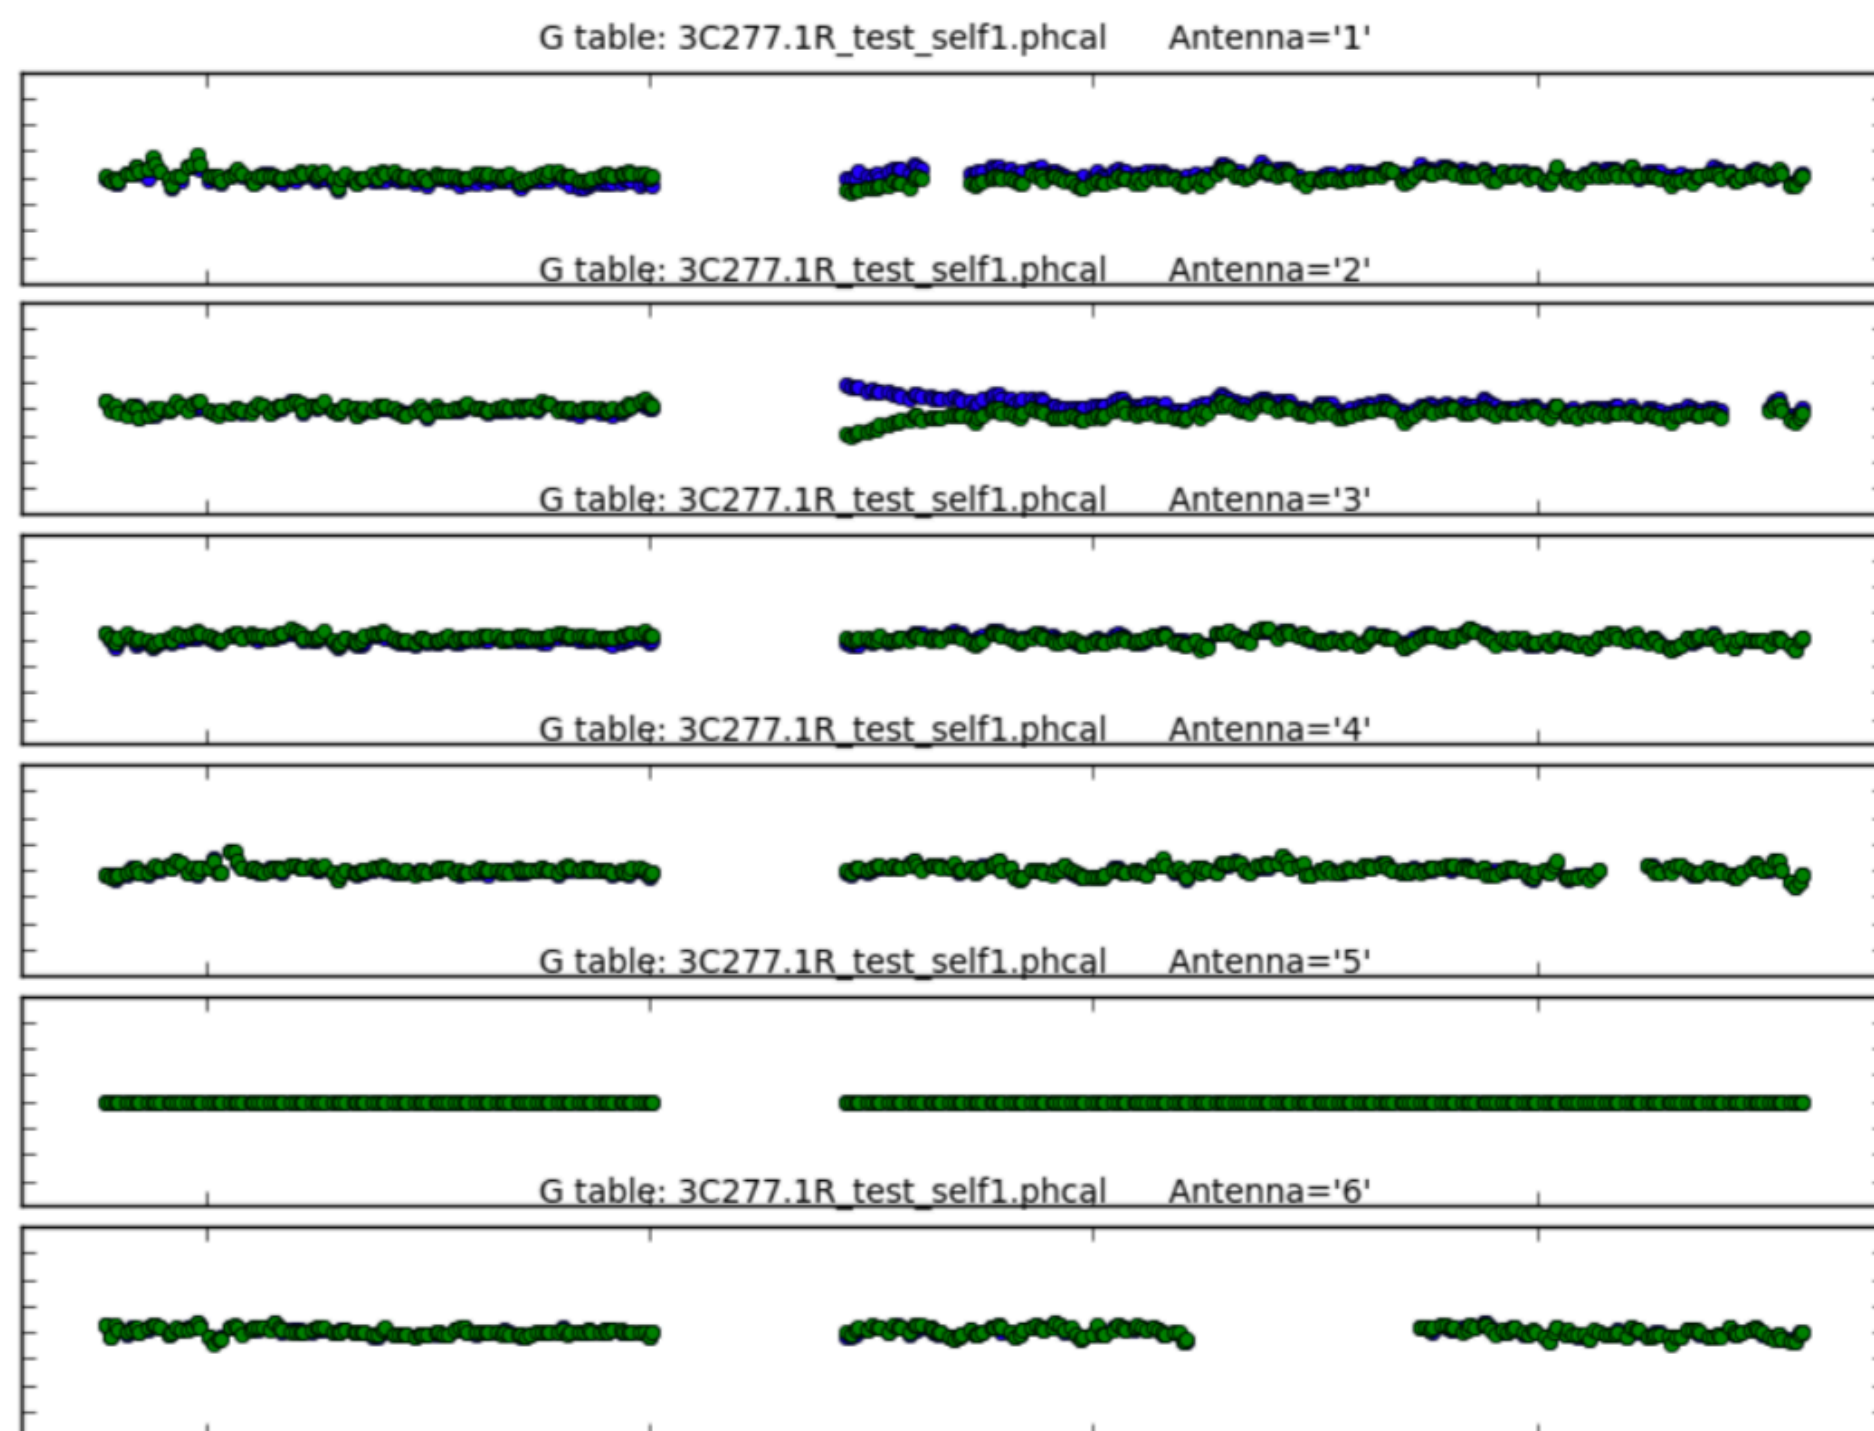 G table: 3C277.1R_test_self1.phcal Antenna='1'
G table: 3C277.1R_test_self1.phcal Antenna='2'
G table: 3C277.1R_test_self1.phcal Antenna='3'
G table: 3C277.1R_test_self1.phcal Antenna='4'
G table: 3C277.1R_test_self1.phcal Antenna='5'
G table: 3C277.1R_test_self1.phcal Antenna='6'